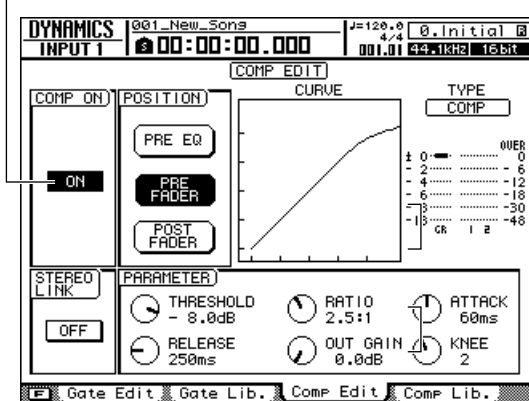 DYNAMICS
INPUT 1
001_New_Song
S 00:00:00.000
♩=120.0
4/4
001.01
0.Initial E
44.1kHz 16bit
COMP EDIT
COMP ON
ON
POSITION
PRE EQ
PRE FADER
POST FADER
CURVE
TYPE
COMP
OVER
± 0 0
- 2 - 6
- 4 -12
- 6 -18
-30
-18 -48
GR 1 2
STEREO LINK
OFF
PARAMETER
THRESHOLD
- 8.0dB
RATIO
2.5:1
ATTACK
60ms
RELEASE
250ms
OUT GAIN
0.0dB
KNEE
2
F Gate Edit Gate Lib. Comp Edit Comp Lib.